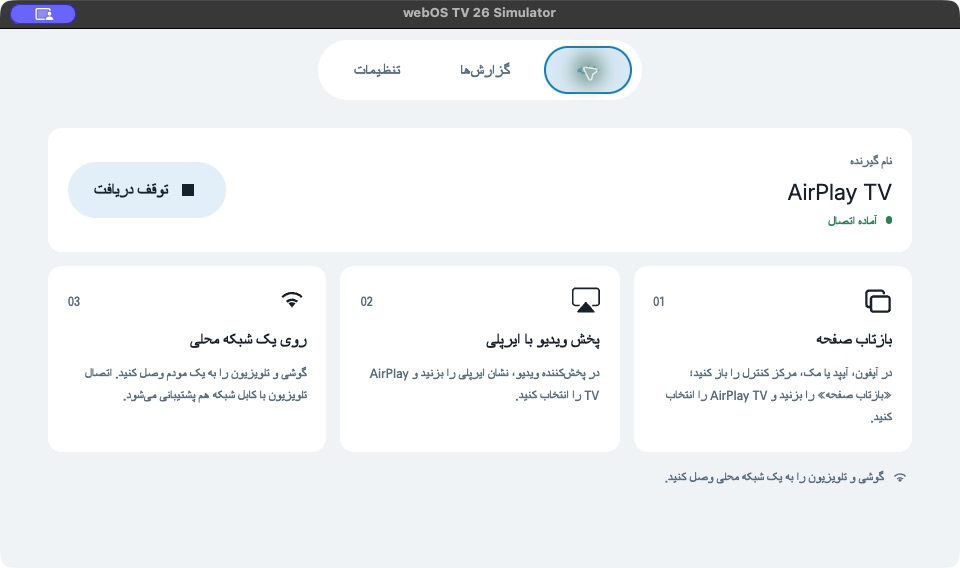 webOS TV 26 Simulator
گزارش‌ها
تنظیمات
نام گیرنده
AirPlay TV
آماده اتصال
توقف دریافت
01
بازتاب صفحه
در آیفون، آیپد یا مک، مرکز کنترل را باز کنید؛
«بازتاب صفحه» را بزنید و AirPlay TV را انتخاب
کنید.
02
پخش ویدیو با ایرپلی
در پخش‌کننده ویدیو، نشان ایرپلی را بزنید و AirPlay
TV را انتخاب کنید.
03
روی یک شبکه محلی
گوشی و تلویزیون را به یک مودم وصل کنید. اتصال
تلویزیون با کابل شبکه هم پشتیبانی می‌شود.
گوشی و تلویزیون را به یک شبکه محلی وصل کنید.